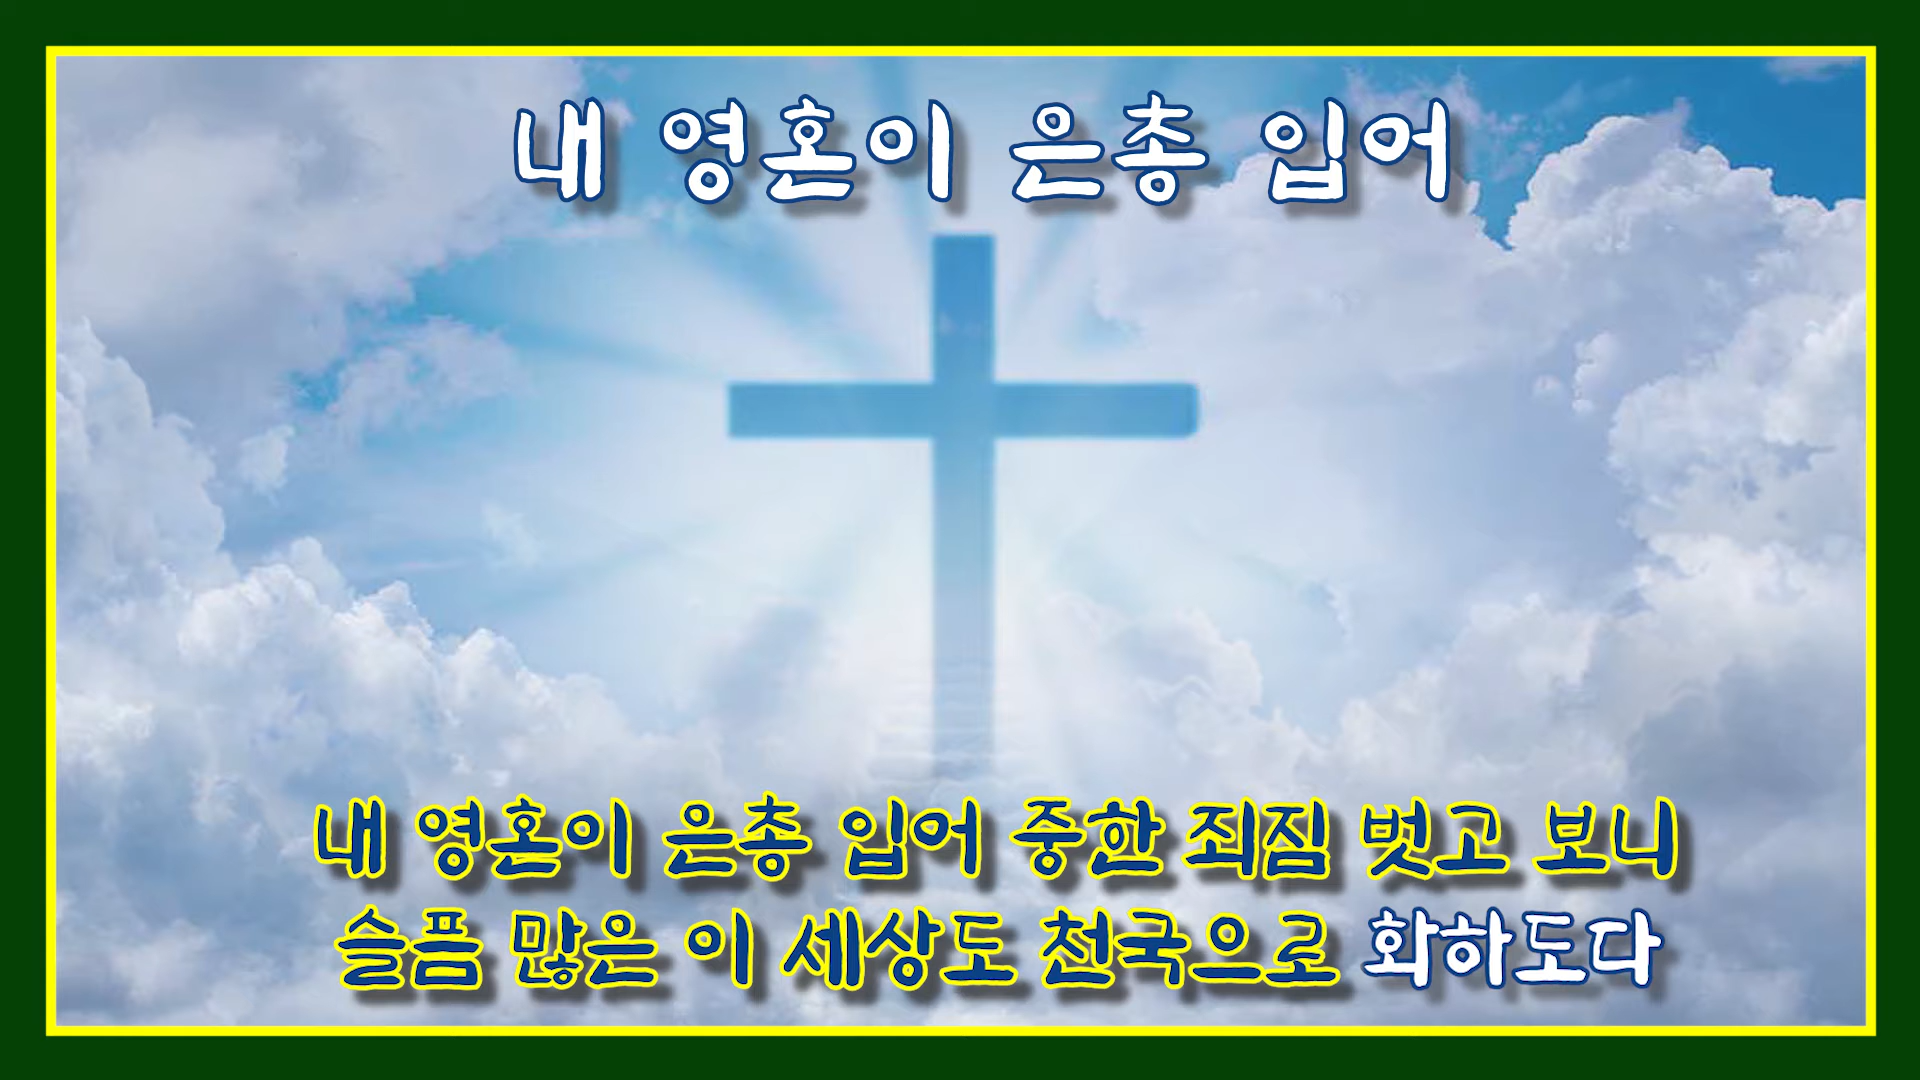 내 영혼이 은총 입어
내 영혼이 은총 입어 중한 죄짐 벗고 보니
슬픔 많은 이 세상도 천국으로 화하도다